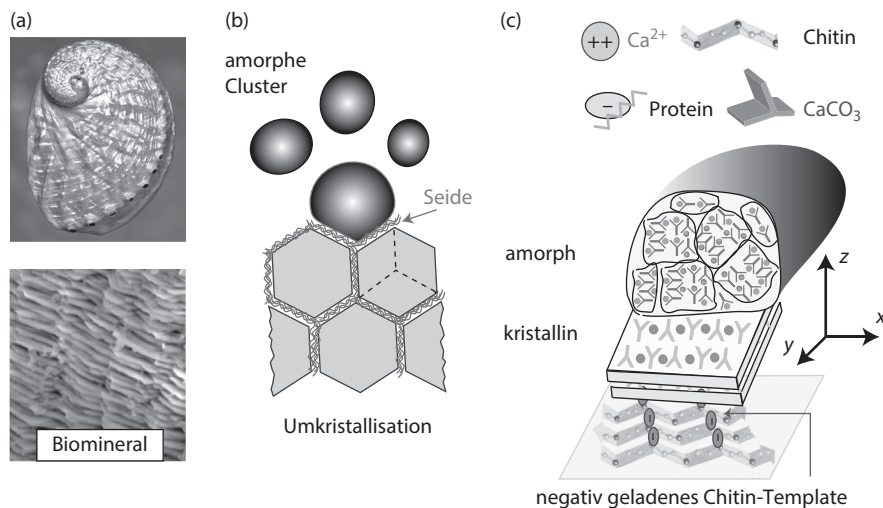 (a)
Biomineral
(b)
amorphe
Cluster
Seide
Umkristallisation
(c)
++
Ca²⁺
Chitin
−
Protein
CaCO₃
amorph
kristallin
z
x
y
negativ geladenes Chitin-Template